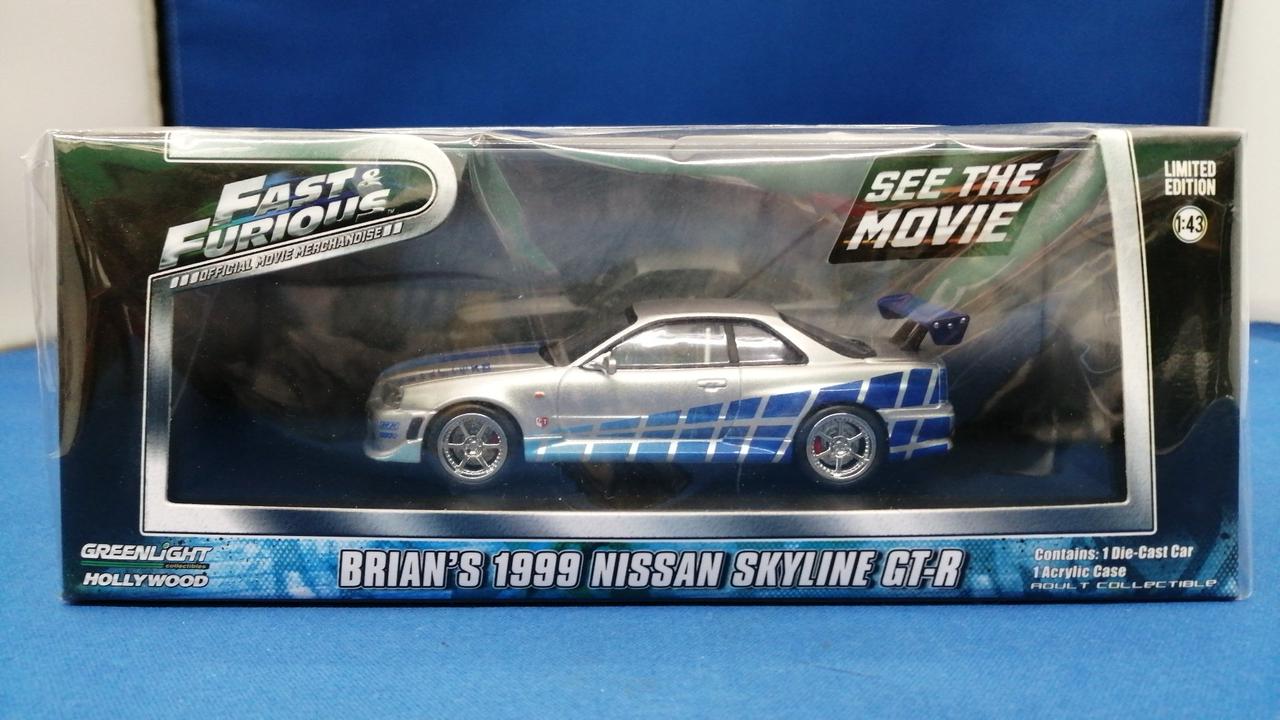 FAST &
FURIOUS™
OFFICIAL MOVIE MERCHANDISE
SEE THE
MOVIE
LIMITED
EDITION
1:43
GREENLIGHT
collectibles
HOLLYWOOD
BRIAN'S 1999 NISSAN SKYLINE GT-R
Contains: 1 Die-Cast Car
1 Acrylic Case
ADULT COLLECTIBLE